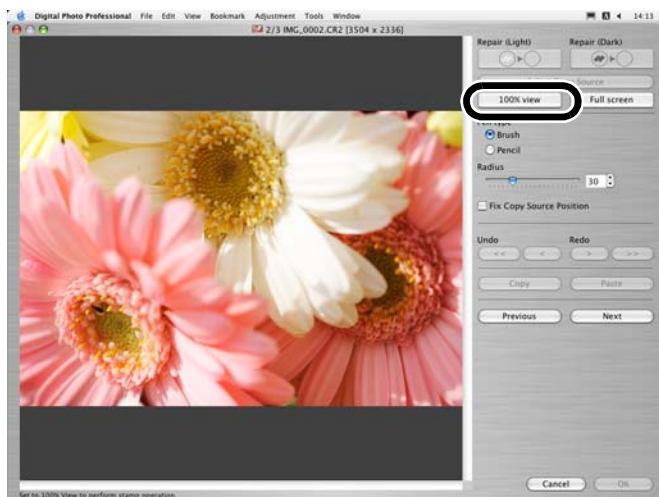 Digital Photo Professional File Edit View Bookmark Adjustment Tools Window 14:13
2/3 IMG_0002.CR2 [3504 x 2336]
Repair (Light) Repair (Dark)
Source
100% view Full screen
Pen type
Brush
Pencil
Radius
30
Fix Copy Source Position
Undo Redo
<< < > >>
Copy Paste
Previous Next
Cancel OK
Set to 100% View to perform stamp operation.